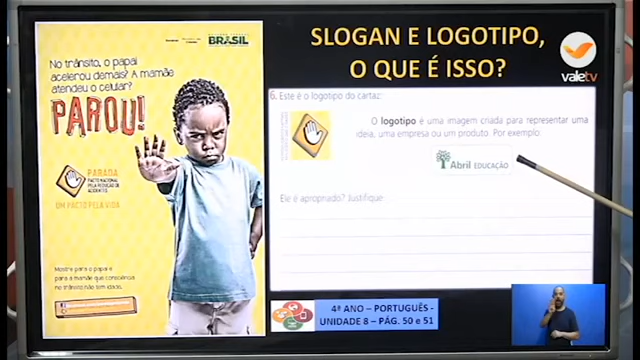 BRASIL
No trânsito, o papai
acelerou demais? A mamãe
atendeu o celular?
PAROU!
PARADA
PACTO NACIONAL
PELA REDUÇÃO DE
ACIDENTES
UM PACTO PELA VIDA
Mostre para o papai e
para a mamãe que consciência
no trânsito não tem idade.
SLOGAN E LOGOTIPO,
O QUE É ISSO?
valetv
6. Este é o logotipo do cartaz:
O logotipo é uma imagem criada para representar uma
ideia, uma empresa ou um produto. Por exemplo:
Abril EDUCAÇÃO
Ele é apropriado? Justifique.
4º ANO – PORTUGUÊS -
UNIDADE 8 – PÁG. 50 e 51